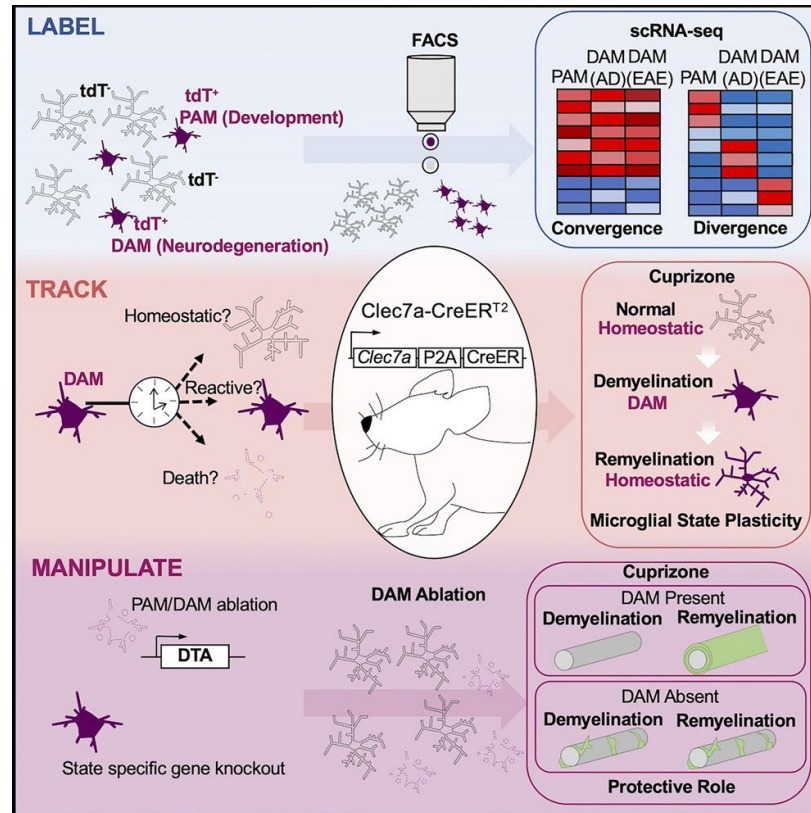 LABEL
tdT-
tdT+
PAM (Development)
tdT-
tdT+
DAM (Neurodegeneration)
FACS
scRNA-seq
PAM
DAM
(AD)
DAM
(EAE)
PAM
DAM
(AD)
DAM
(EAE)
Convergence
Divergence
TRACK
DAM
Homeostatic?
Reactive?
Death?
Clec7a-CreERT2
Clec7a P2A CreER
Cuprizone
Normal
Homeostatic
Demyelination
DAM
Remyelination
Homeostatic
Microglial State Plasticity
MANIPULATE
PAM/DAM ablation
DTA
State specific gene knockout
DAM Ablation
Cuprizone
DAM Present
Demyelination Remyelination
DAM Absent
Demyelination Remyelination
Protective Role